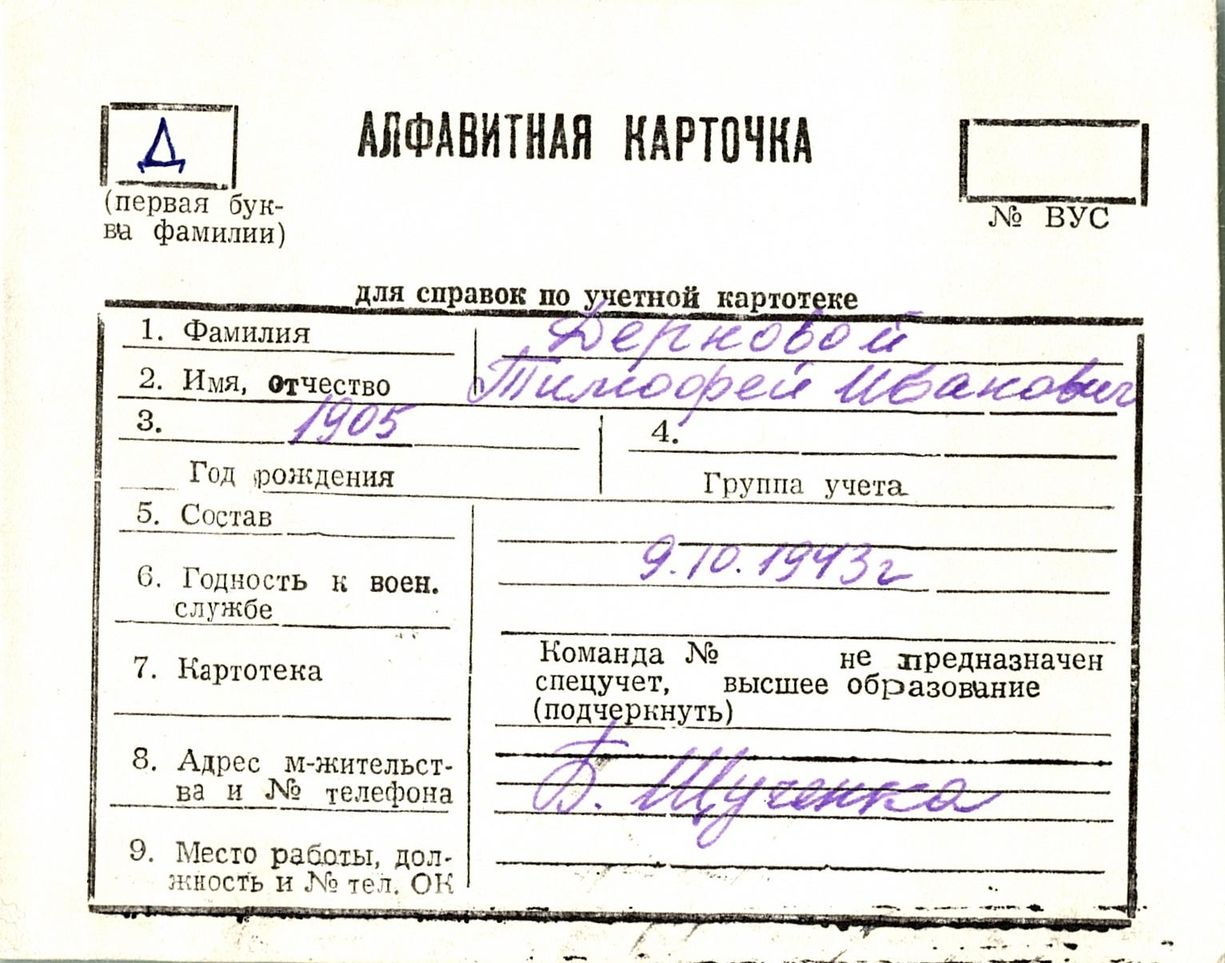 Д
АЛФАВИТНАЯ КАРТОЧКА
(первая бук-
ва фамилии)
№ ВУС
для справок по учетной картотеке
1. Фамилия Дерновой
2. Имя, отчество Тимофей Иванович
3. 1905 4.
Год рождения Группа учета
5. Состав
9.10.1943г
6. Годность к воен.
службе
Команда № не предназначен
7. Картотека
спецучет, высшее образование
(подчеркнуть)
8. Адрес м-жительст-
ва и № телефона
Б. Щученка
9. Место работы, дол-
жность и № тел. ОК